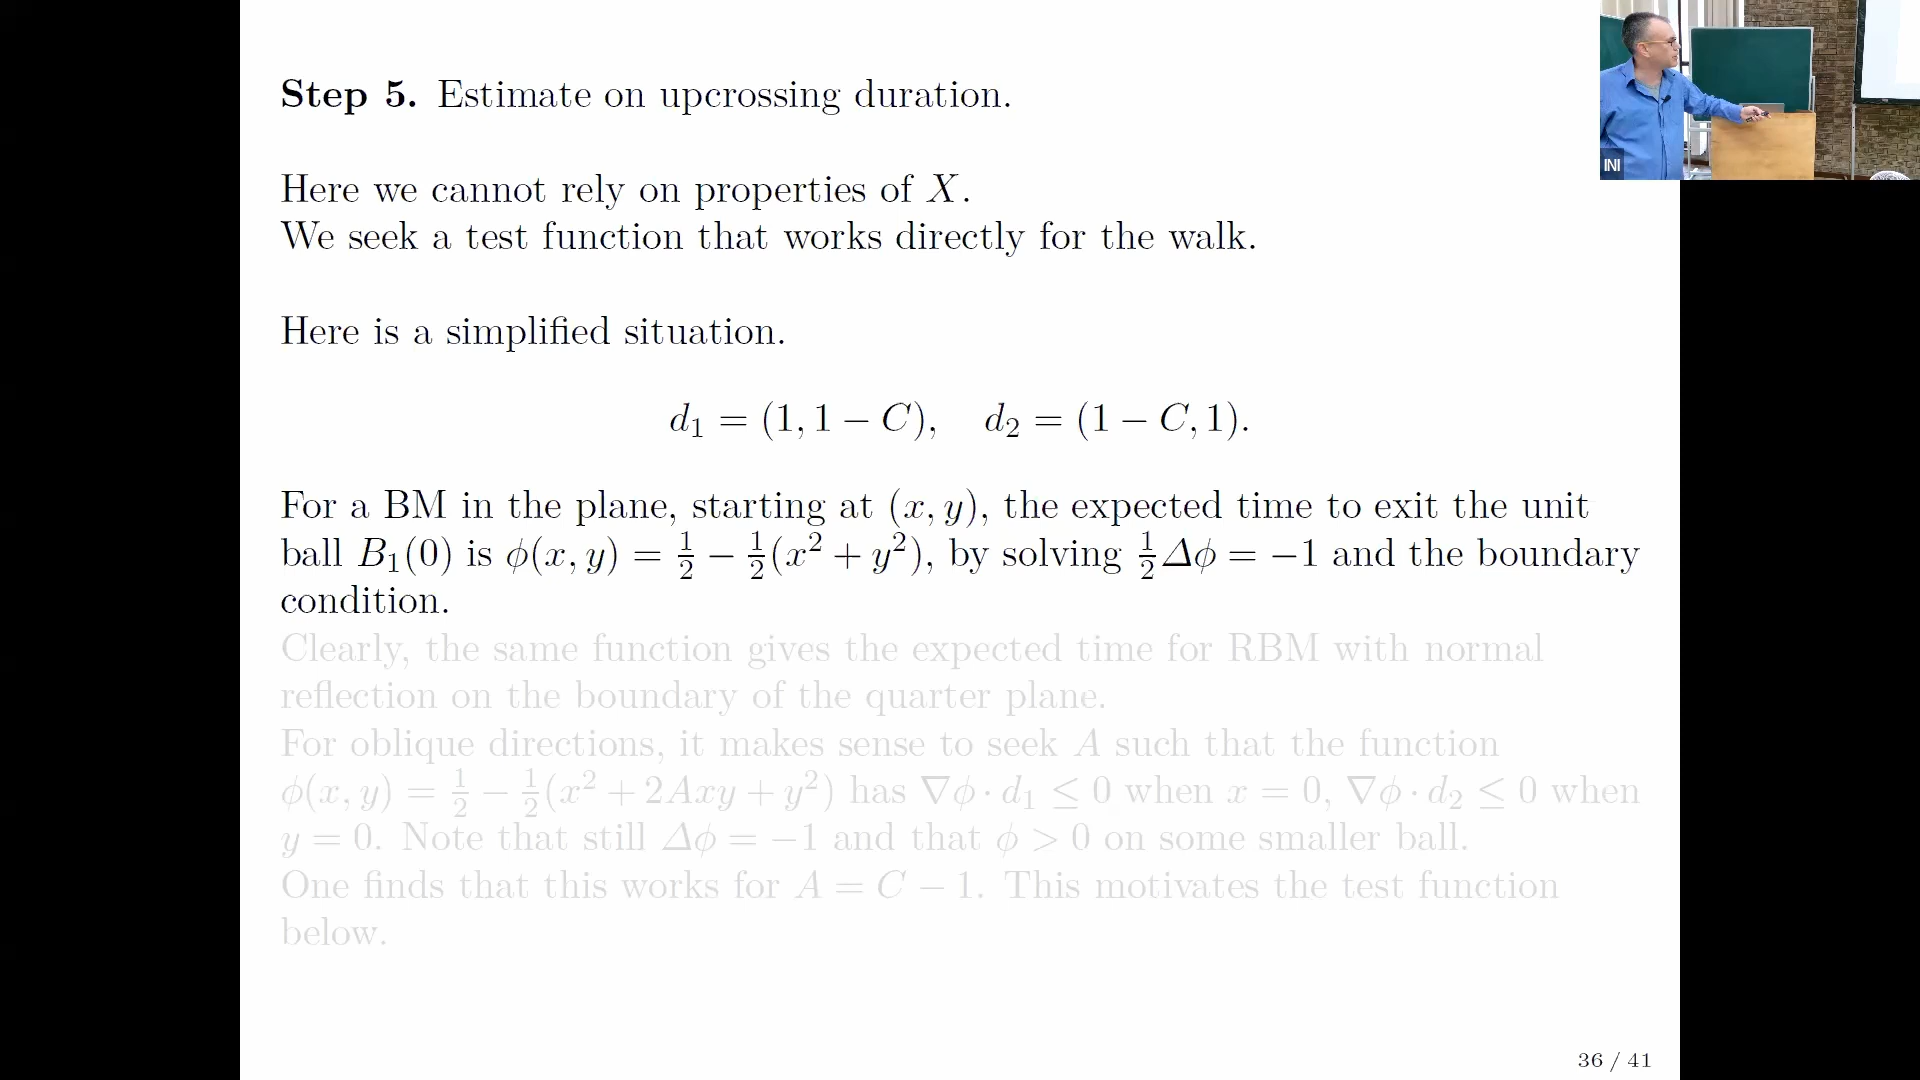 Step 5. Estimate on upcrossing duration.
Here we cannot rely on properties of X.
We seek a test function that works directly for the walk.
Here is a simplified situation.
d₁ = (1, 1 − C), d₂ = (1 − C, 1).
For a BM in the plane, starting at (x, y), the expected time to exit the unit
ball B₁(0) is ϕ(x, y) = 1/2 − 1/2(x² + y²), by solving 1/2Δϕ = −1 and the boundary
condition.
Clearly, the same function gives the expected time for RBM with normal
reflection on the boundary of the quarter plane.
For oblique directions, it makes sense to seek A such that the function
ϕ(x, y) = 1/2 − 1/2(x² + 2Axy + y²) has ∇ϕ · d₁ ≤ 0 when x = 0, ∇ϕ · d₂ ≤ 0 when
y = 0. Note that still Δϕ = −1 and that ϕ > 0 on some smaller ball.
One finds that this works for A = C − 1. This motivates the test function
below.
36 / 41
INI